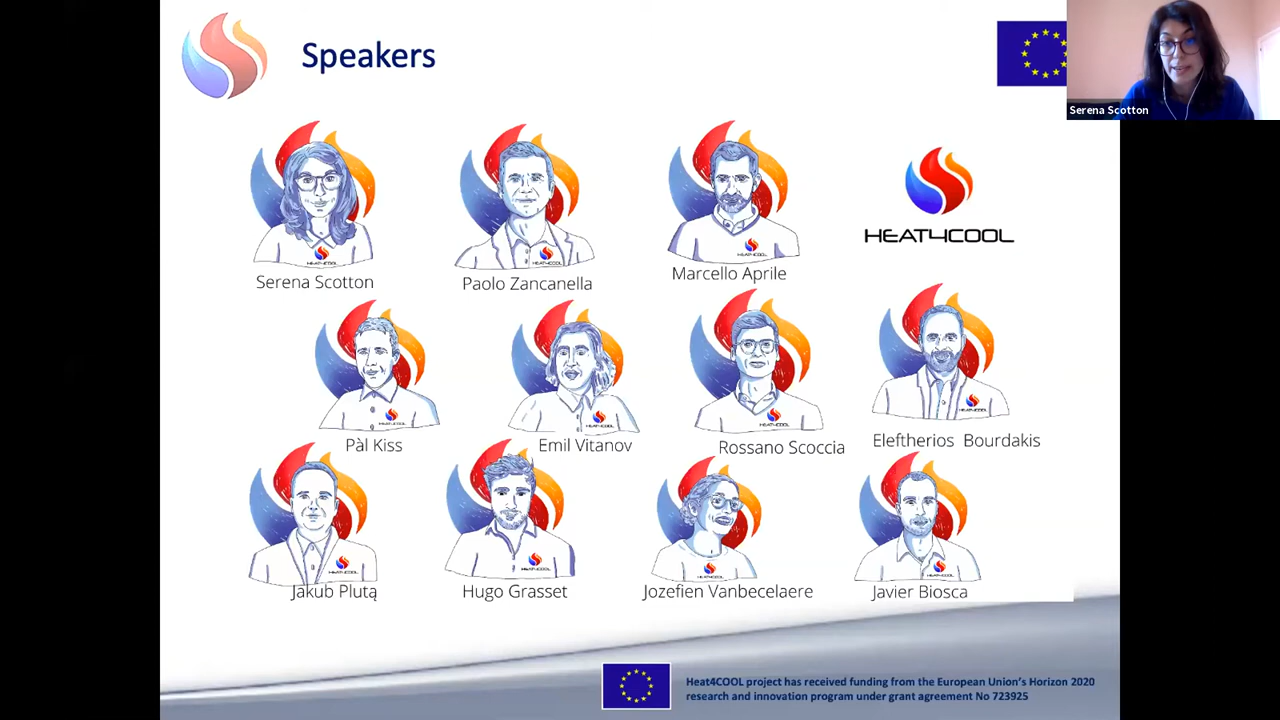 Speakers
Serena Scotton
Serena Scotton
Paolo Zancanella
Marcello Aprile
HEAT4COOL
Pàl Kiss
Emil Vitanov
Rossano Scoccia
Eleftherios Bourdakis
Jakub Plutą
Hugo Grasset
Jozefien Vanbecelaere
Javier Biosca
Heat4COOL project has received funding from the European Union's Horizon 2020
research and innovation program under grant agreement No 723925